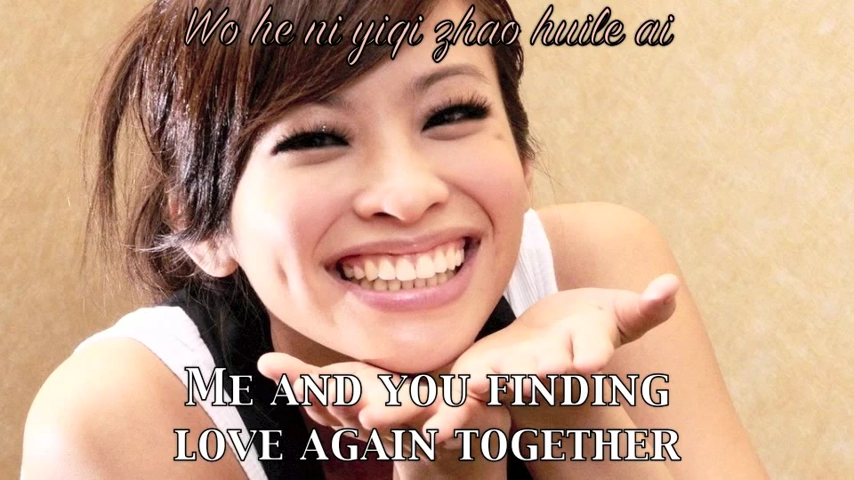 Wo he ni yiqi zhao huile ai
Me and you finding
love again together